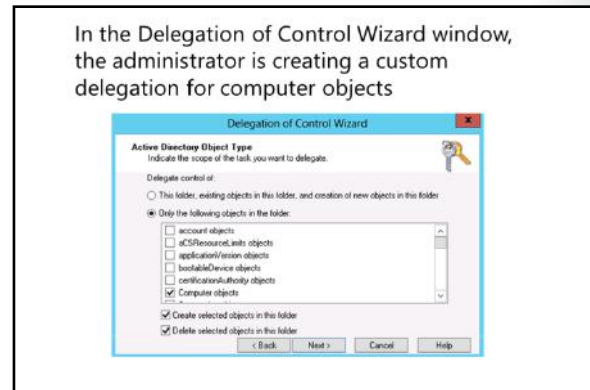 In the Delegation of Control Wizard window,
the administrator is creating a custom
delegation for computer objects
Delegation of Control Wizard
x
Active Directory Object Type
Indicate the scope of the task you want to delegate.
Delegate control of:
This folder, existing objects in this folder, and creation of new objects in this folder
Only the following objects in the folder:
account objects
aCSResourceLimits objects
applicationVersion objects
bootableDevice objects
certificationAuthority objects
Computer objects
Create selected objects in this folder
Delete selected objects in this folder
< Back Next > Cancel Help